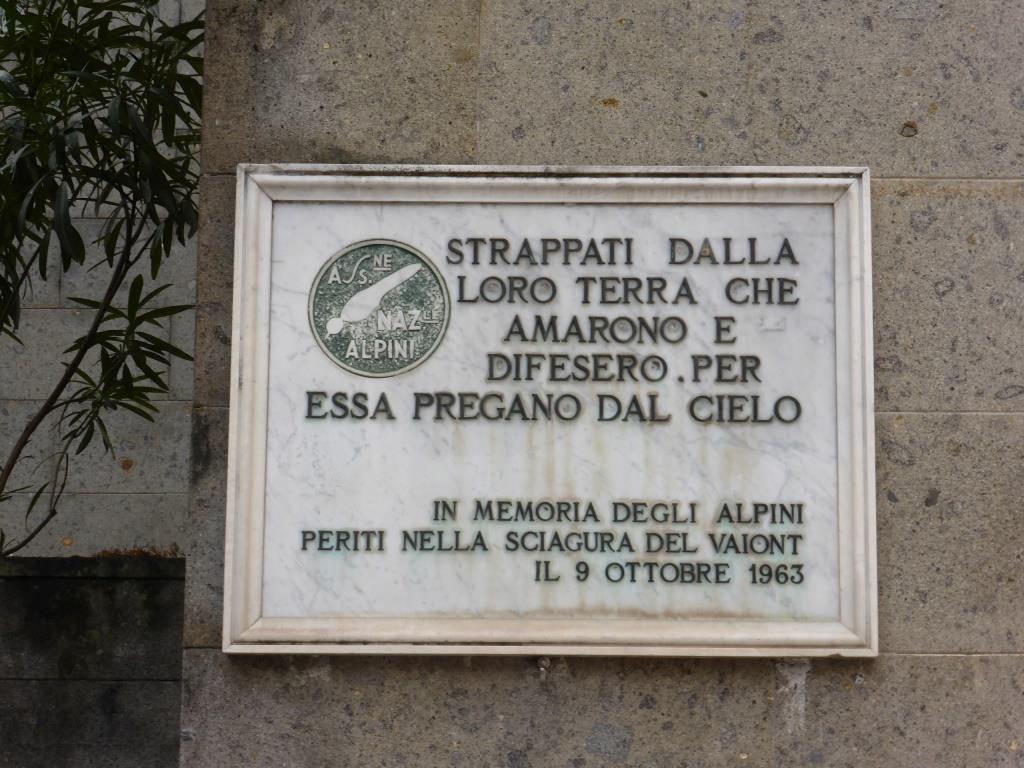 ASS.NE
NAZ.LE
ALPINI
STRAPPATI DALLA
LORO TERRA CHE
AMARONO E
DIFESERO . PER
ESSA PREGANO DAL CIELO
IN MEMORIA DEGLI ALPINI
PERITI NELLA SCIAGURA DEL VAIONT
IL 9 OTTOBRE 1963